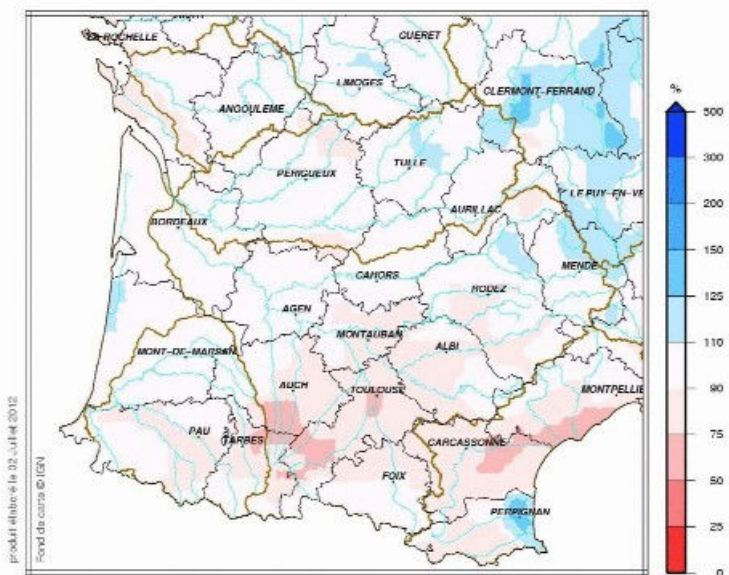 LA ROCHELLE
GUERET
LIMOGES
CLERMONT-FERRAND
ANGOULEME
PERIGUEUX
TULLE
LE PUY-EN-VE
AURILLAC
BORDEAUX
CAHORS
MENDE
RODEZ
AGEN
MONTAUBAN
ALBI
MONT-DE-MARSAN
AUCH
TOULOUSE
MONTPELLIE
PAU
TARBES
CARCASSONNE
FOIX
PERPIGNAN
%
500
300
200
150
125
110
90
75
50
25
0
produit élaboré le 02 Juillet 2012
Fond de carte © IGN